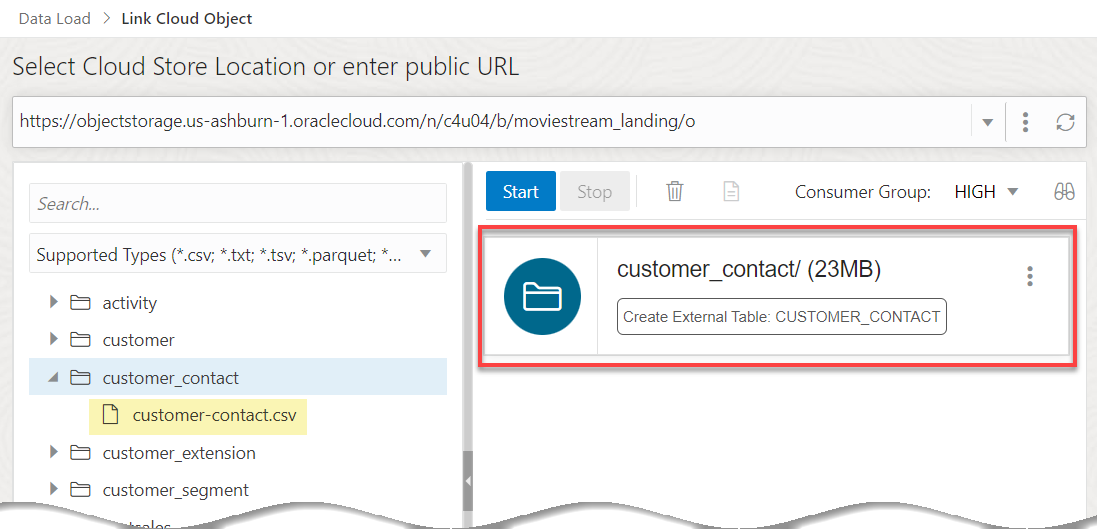 Data Load > Link Cloud Object
Select Cloud Store Location or enter public URL
https://objectstorage.us-ashburn-1.oraclecloud.com/n/c4u04/b/moviestream_landing/o
Search...
Supported Types (*.csv; *.txt; *.tsv; *.parquet; *...
activity
customer
customer_contact
customer-contact.csv
customer_extension
customer_segment
Start
Stop
Consumer Group:
HIGH
customer_contact/ (23MB)
Create External Table: CUSTOMER_CONTACT